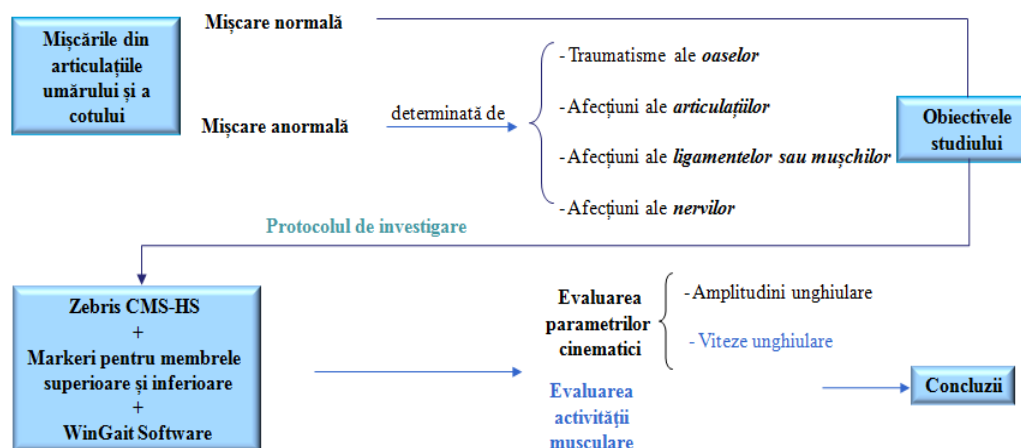 Mișcările din
articulațiile
umărului și a
cotului
Mișcare normală
Mișcare anormală
determinată de
- Traumatisme ale oaselor
- Afecțiuni ale articulațiilor
- Afecțiuni ale ligamentelor sau mușchilor
- Afecțiuni ale nervilor
Obiectivele
studiului
Protocolul de investigare
Zebris CMS-HS
+
Markeri pentru membrele
superioare și inferioare
+
WinGait Software
Evaluarea
parametrilor
cinematici
- Amplitudini unghiulare
- Viteze unghiulare
Evaluarea
activității
musculare
Concluzii